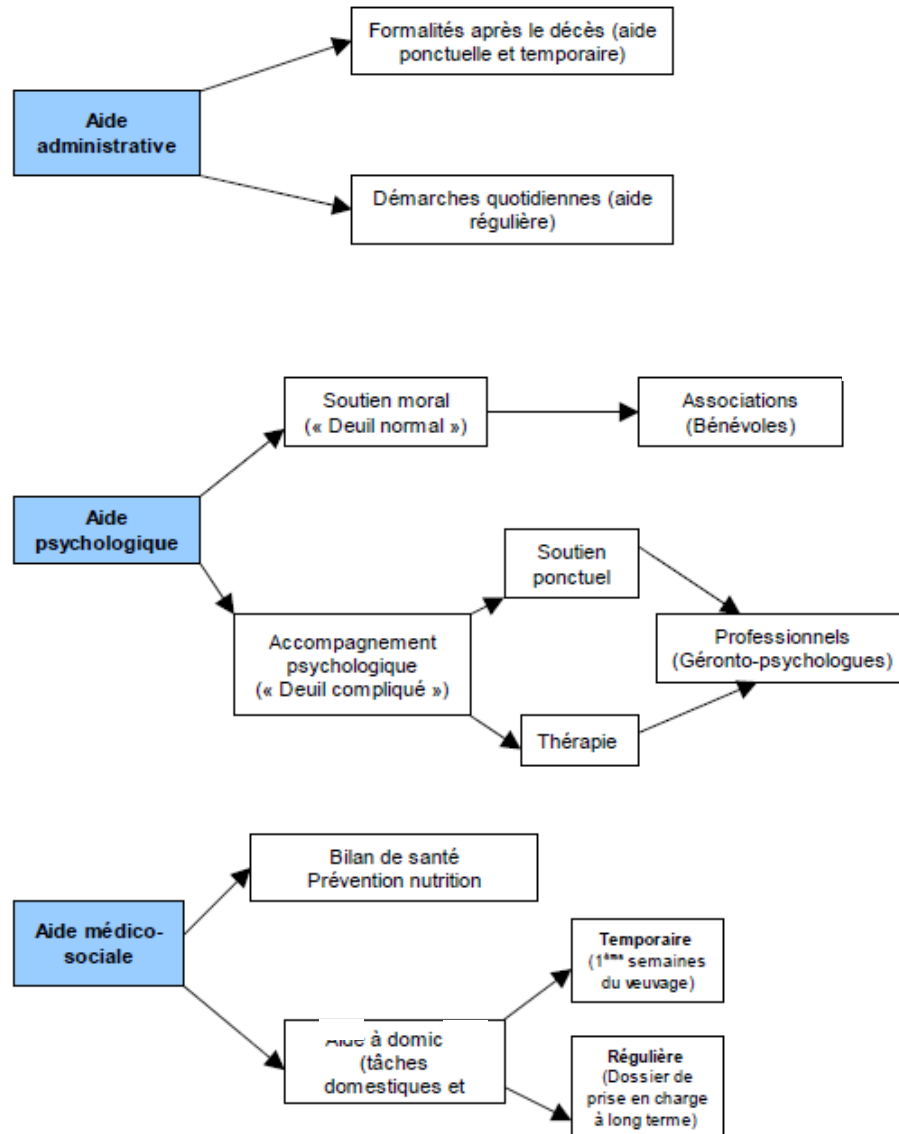 Formalités après le décès (aide
ponctuelle et temporaire)
Aide
administrative
Démarches quotidiennes (aide
régulière)
Soutien moral
(« Deuil normal »)
Associations
(Bénévoles)
Aide
psychologique
Soutien
ponctuel
Accompagnement
psychologique
(« Deuil compliqué »)
Professionnels
(Géronto-psychologues)
Thérapie
Bilan de santé
Prévention nutrition
Aide médico-
sociale
Temporaire
(1ème semaines
du veuvage)
Aide à domic
(tâches
domestiques et
Régulière
(Dossier de
prise en charge
à long terme)